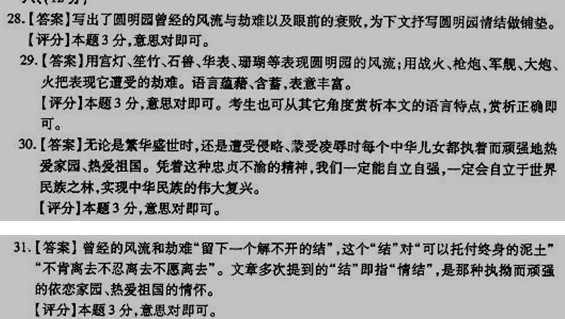 28.【答案】写出了圆明园曾经的风流与劫难以及眼前的衰败,为下文抒写圆明园情结做铺垫。
【评分】本题3分,意思对即可。
29.【答案】用宫灯、笙竹、石兽、华表、珊瑚等表现圆明园的风流;用战火、枪炮、军舰、大炮、
火把表现它遭受的劫难。语言蕴藉、含蓄,表意丰富。
【评分】本题3分,意思对即可。考生也可从其它角度赏析本文的语言特点,赏析正确即
可。
30.【答案】无论是繁华盛世时,还是遭受侵略、蒙受凌辱时每个中华儿女都执着而顽强地热
爱家园、热爱祖国。凭着这种忠贞不渝的精神,我们一定能自立自强,一定会自立于世界
民族之林,实现中华民族的伟大复兴。
【评分】本题3分,意思对即可。
31.【答案】曾经的风流和劫难“留下一个解不开的结”,这个“结”对“可以托付终身的泥土”
“不肯离去不忍离去不愿离去”。文章多次提到的“结”即指“情结”,是那种执拗而顽强
的依恋家园、热爱祖国的情怀。
【评分】本题3分,意思对即可。